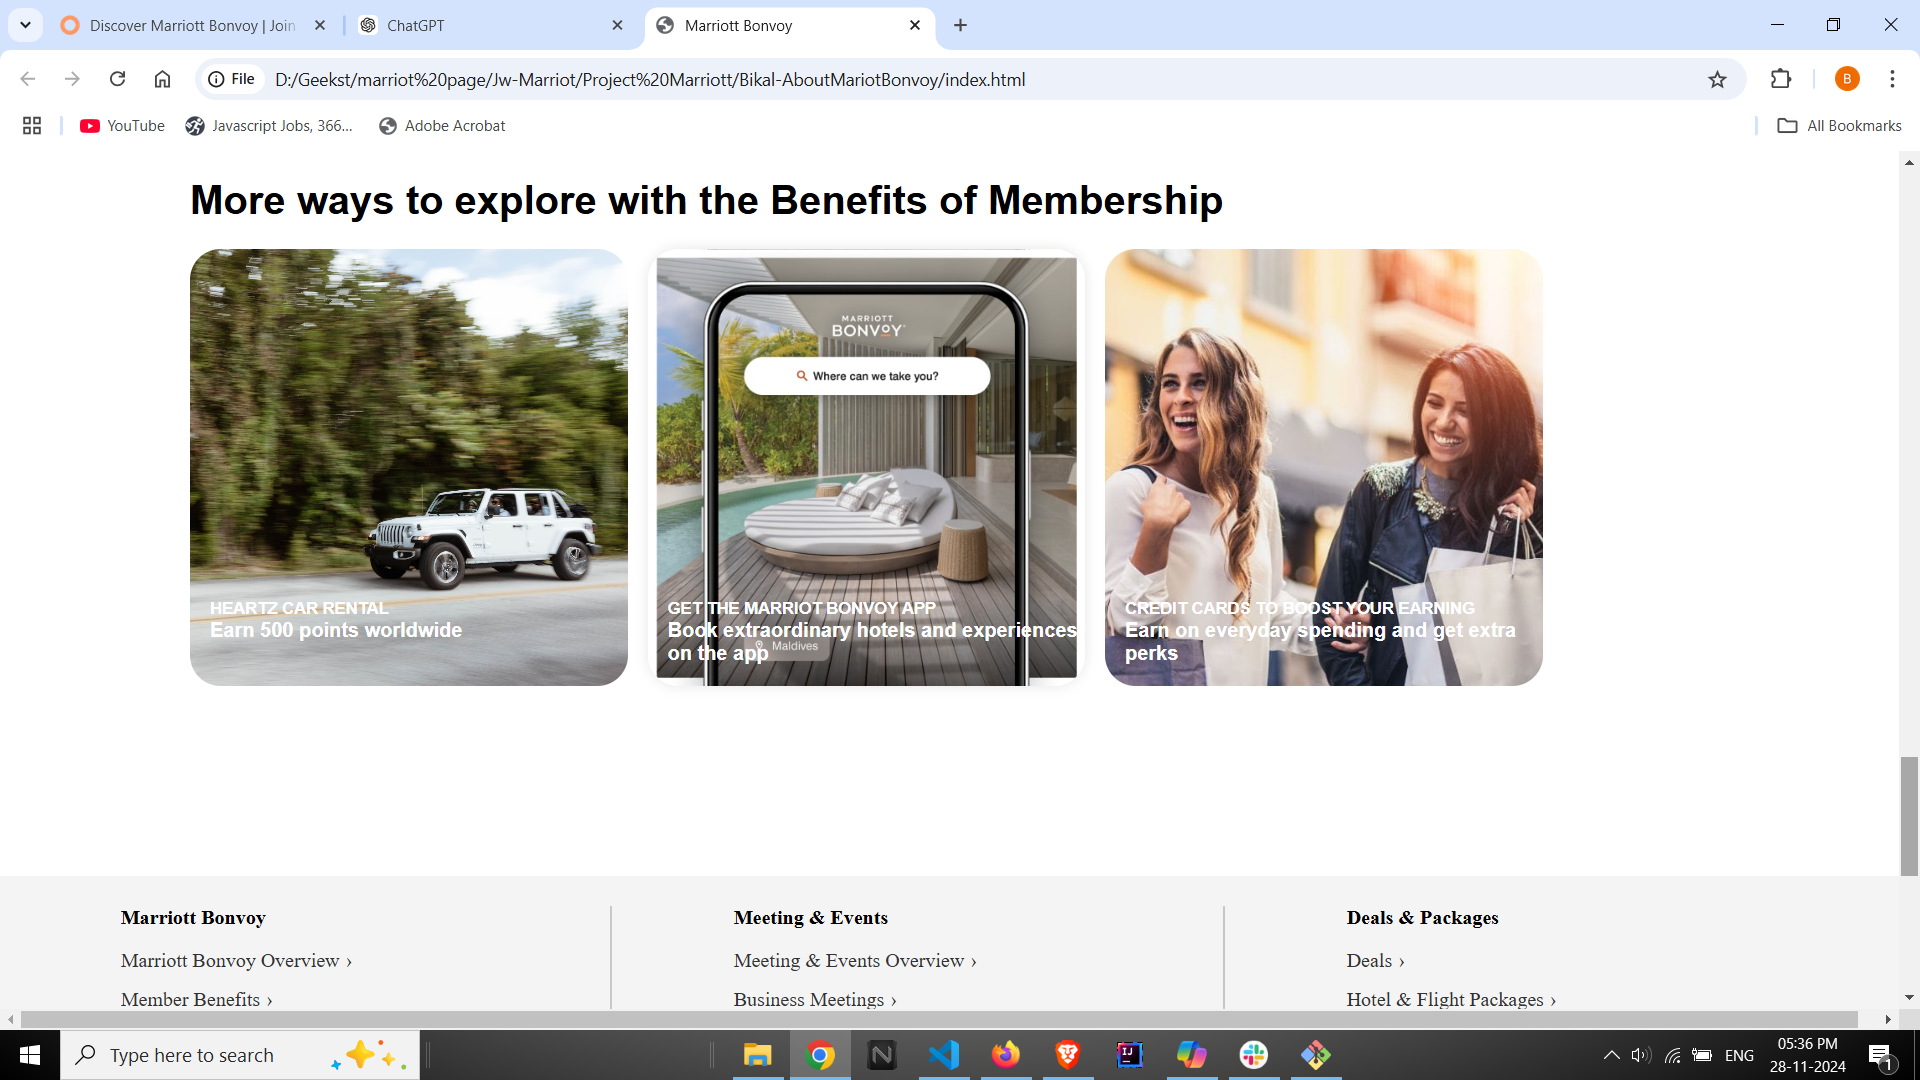 Discover Marriott Bonvoy | Join
ChatGPT
Marriott Bonvoy
File
D:/Geekst/marriot%20page/Jw-Marriot/Project%20Marriott/Bikal-AboutMariotBonvoy/index.html
B
YouTube
Javascript Jobs, 366...
Adobe Acrobat
All Bookmarks
More ways to explore with the Benefits of Membership
MARRIOTT
BONVOY
Where can we take you?
HEARTZ CAR RENTAL
Earn 500 points worldwide
GET THE MARRIOT BONVOY APP
Book extraordinary hotels and experiences
on the app
Maldives
CREDIT CARDS TO BOOST YOUR EARNING
Earn on everyday spending and get extra
perks
Marriott Bonvoy
Marriott Bonvoy Overview ›
Member Benefits ›
Meeting & Events
Meeting & Events Overview ›
Business Meetings ›
Deals & Packages
Deals ›
Hotel & Flight Packages ›
Type here to search
N
IJ
ENG
05:36 PM
28-11-2024
1